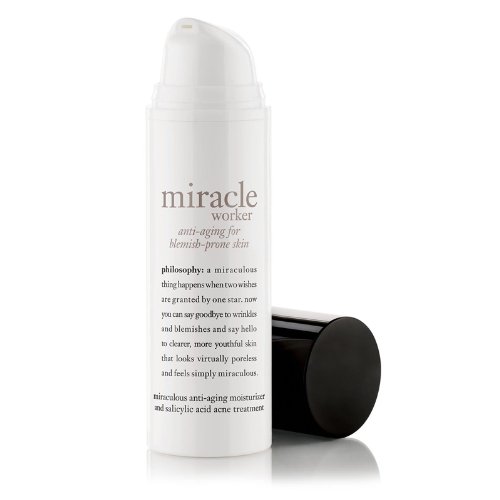 miracle
worker
anti-aging for
blemish-prone skin
philosophy: a miraculous
thing happens when two wishes
are granted by one star. now
you can say goodbye to wrinkles
and blemishes and say hello
to clearer, more youthful skin
that looks virtually poreless
and feels simply miraculous.
miraculous anti-aging moisturizer
and salicylic acid acne treatment